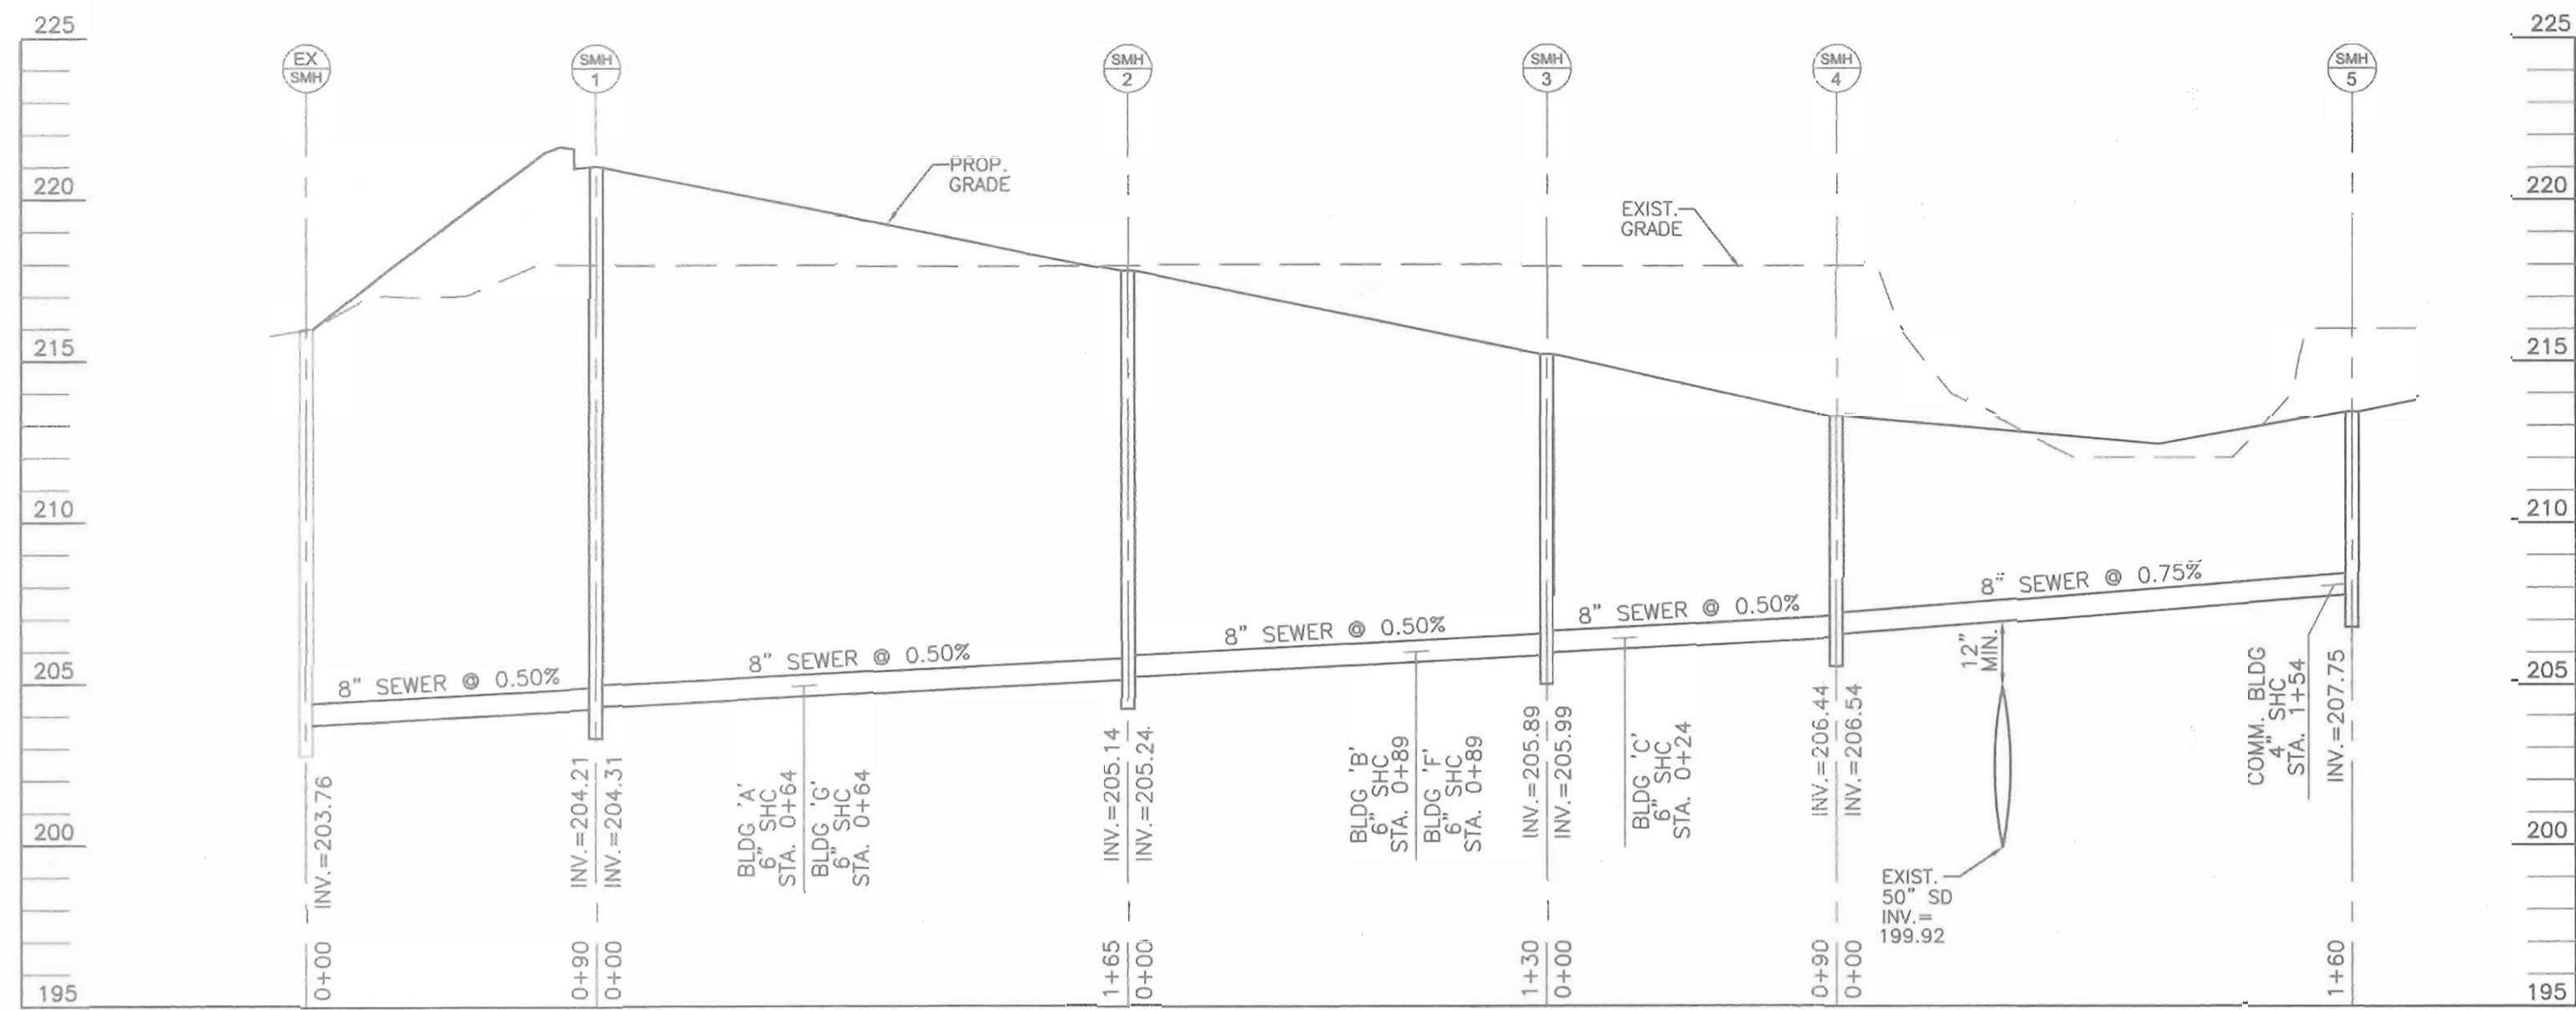 225
225
EX
SMH
SMH
1
SMH
2
SMH
3
SMH
4
SMH
5
PROP.
GRADE
220
220
EXIST.
GRADE
215
215
210
210
8" SEWER @ 0.50%
8" SEWER @ 0.50%
8" SEWER @ 0.50%
8" SEWER @ 0.50%
8" SEWER @ 0.75%
205
205
12"
MIN.
INV.=203.76
INV.=204.21
INV.=204.31
BLDG 'A'
6" SHC
STA. 0+64
BLDG 'G'
6" SHC
STA. 0+64
INV.=205.14
INV.=205.24
BLDG 'B'
6" SHC
STA. 0+89
BLDG 'F'
6" SHC
STA. 0+89
INV.=205.89
INV.=205.99
BLDG 'C'
6" SHC
STA. 0+24
INV.=206.44
INV.=206.54
COMM. BLDG
4" SHC
STA. 1+54
INV.=207.75
200
200
EXIST.
50" SD
INV.=
199.92
0+00
0+90
0+00
1+65
0+00
1+30
0+00
0+90
0+00
1+60
195
195